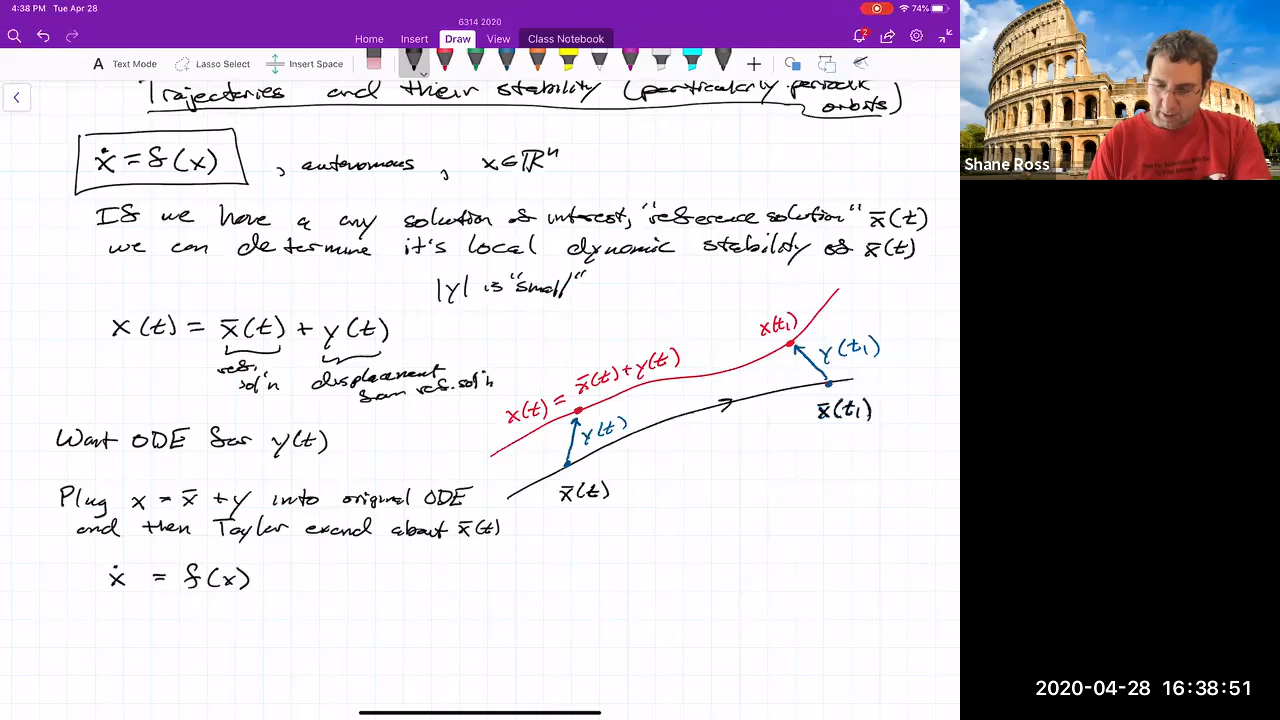 4:38 PM Tue Apr 28
74%
6314 2020
Home Insert Draw View Class Notebook
2
Text Mode Lasso Select Insert Space
Trajectories and their stability (particularly periodic orbits)
ẋ = f(x) , autonomous , x ∈ ℝⁿ
If we have a any solution of interest, "reference solution" x̄(t)
we can determine it's local dynamic stability of x̄(t)
|y| is "small"
x(t) = x̄(t) + y(t)
ref. sol'n
displacement from ref. sol'n
x(t) = x̄(t) + y(t)
x(t₁)
y(t)
y(t₁)
x̄(t)
x̄(t₁)
Want ODE for y(t)
Plug x = x̄ + y into original ODE
and then Taylor exand about x̄(t)
ẋ = f(x)
Shane Ross
2020-04-28 16:38:51